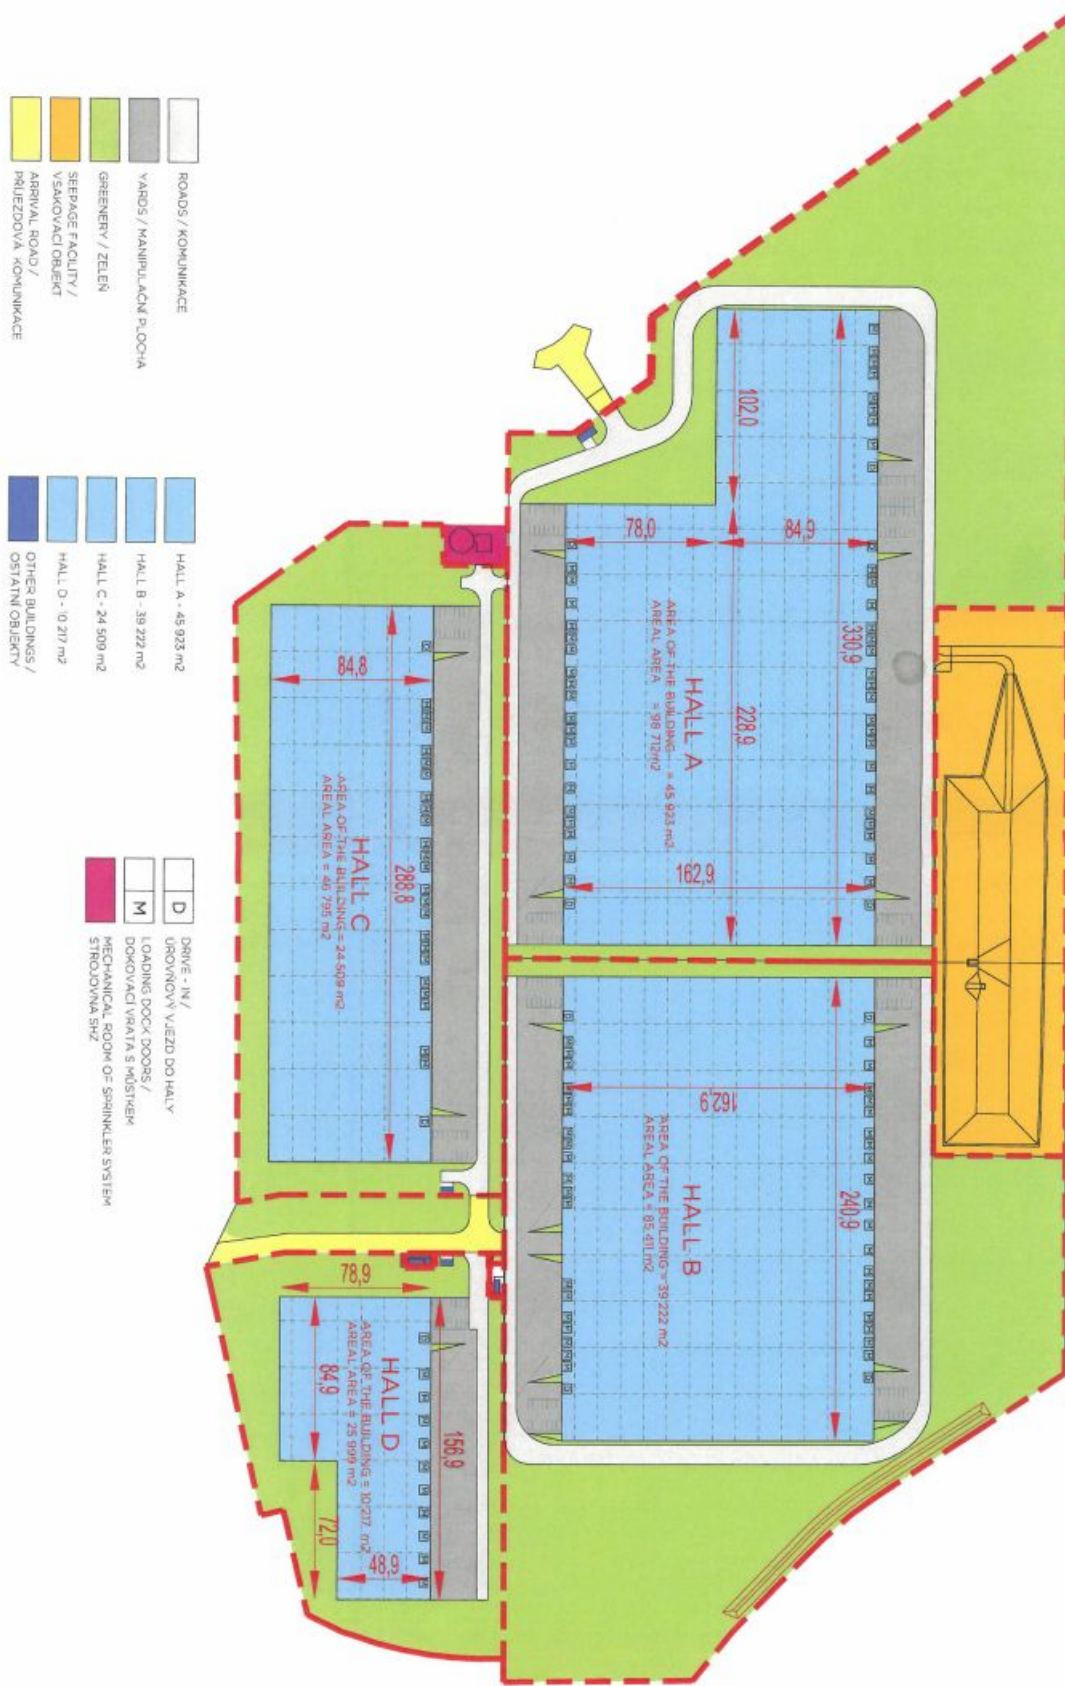 ROADS / KOMUNIKACE
YARDS / MANIPULAČNÍ PLOCHA
GREENERY / ZELEŇ
SEEPAGE FACILITY /
VSAKOVACÍ OBJEKT
ARRIVAL ROAD /
PŘÍJEZDOVÁ KOMUNIKACE
HALL A - 45 923 m2
HALL B - 39 222 m2
HALL C - 24 509 m2
HALL D - 10 217 m2
OTHER BUILDINGS /
OSTATNÍ OBJEKTY
D
DRIVE - IN /
ÚROVŇOVÝ VJEZD DO HALY
M
LOADING DOCK DOORS /
DOKOVACÍ VRATA S MŮSTKEM
MECHANICAL ROOM OF SPRINKLER SYSTEM
STROJOVNA SHZ
HALL A
AREA OF THE BUILDING = 45 923 m2
AREAL AREA = 98 712m2
102,0
78,0
84,9
330,9
228,9
162,9
HALL B
AREA OF THE BUILDING = 39 222 m2
AREAL AREA = 85 411 m2
162,9
240,9
HALL C
AREA OF THE BUILDING = 24 509 m2
AREAL AREA = 46 795 m2
84,8
288,8
HALL D
AREA OF THE BUILDING = 10 217 m2
AREAL AREA = 25 999 m2
78,9
84,9
156,9
72,0
48,9